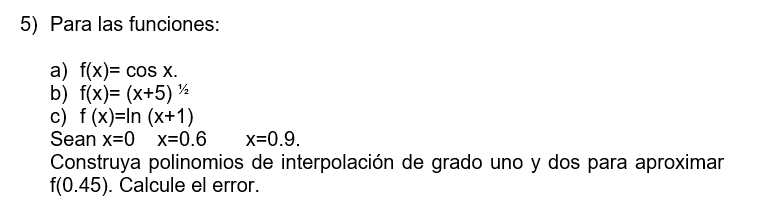 5) Para las funciones:
a) f(x)= cos x.
b) f(x)= (x+5) ½
c) f (x)=ln (x+1)
Sean x=0 x=0.6 x=0.9.
Construya polinomios de interpolación de grado uno y dos para aproximar
f(0.45). Calcule el error.